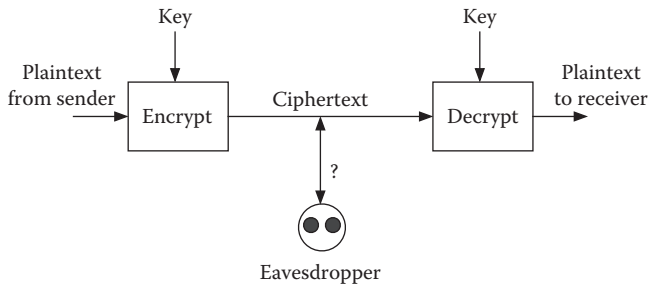 Key
Key
Plaintext
from sender
Encrypt
Ciphertext
Decrypt
Plaintext
to receiver
?
Eavesdropper